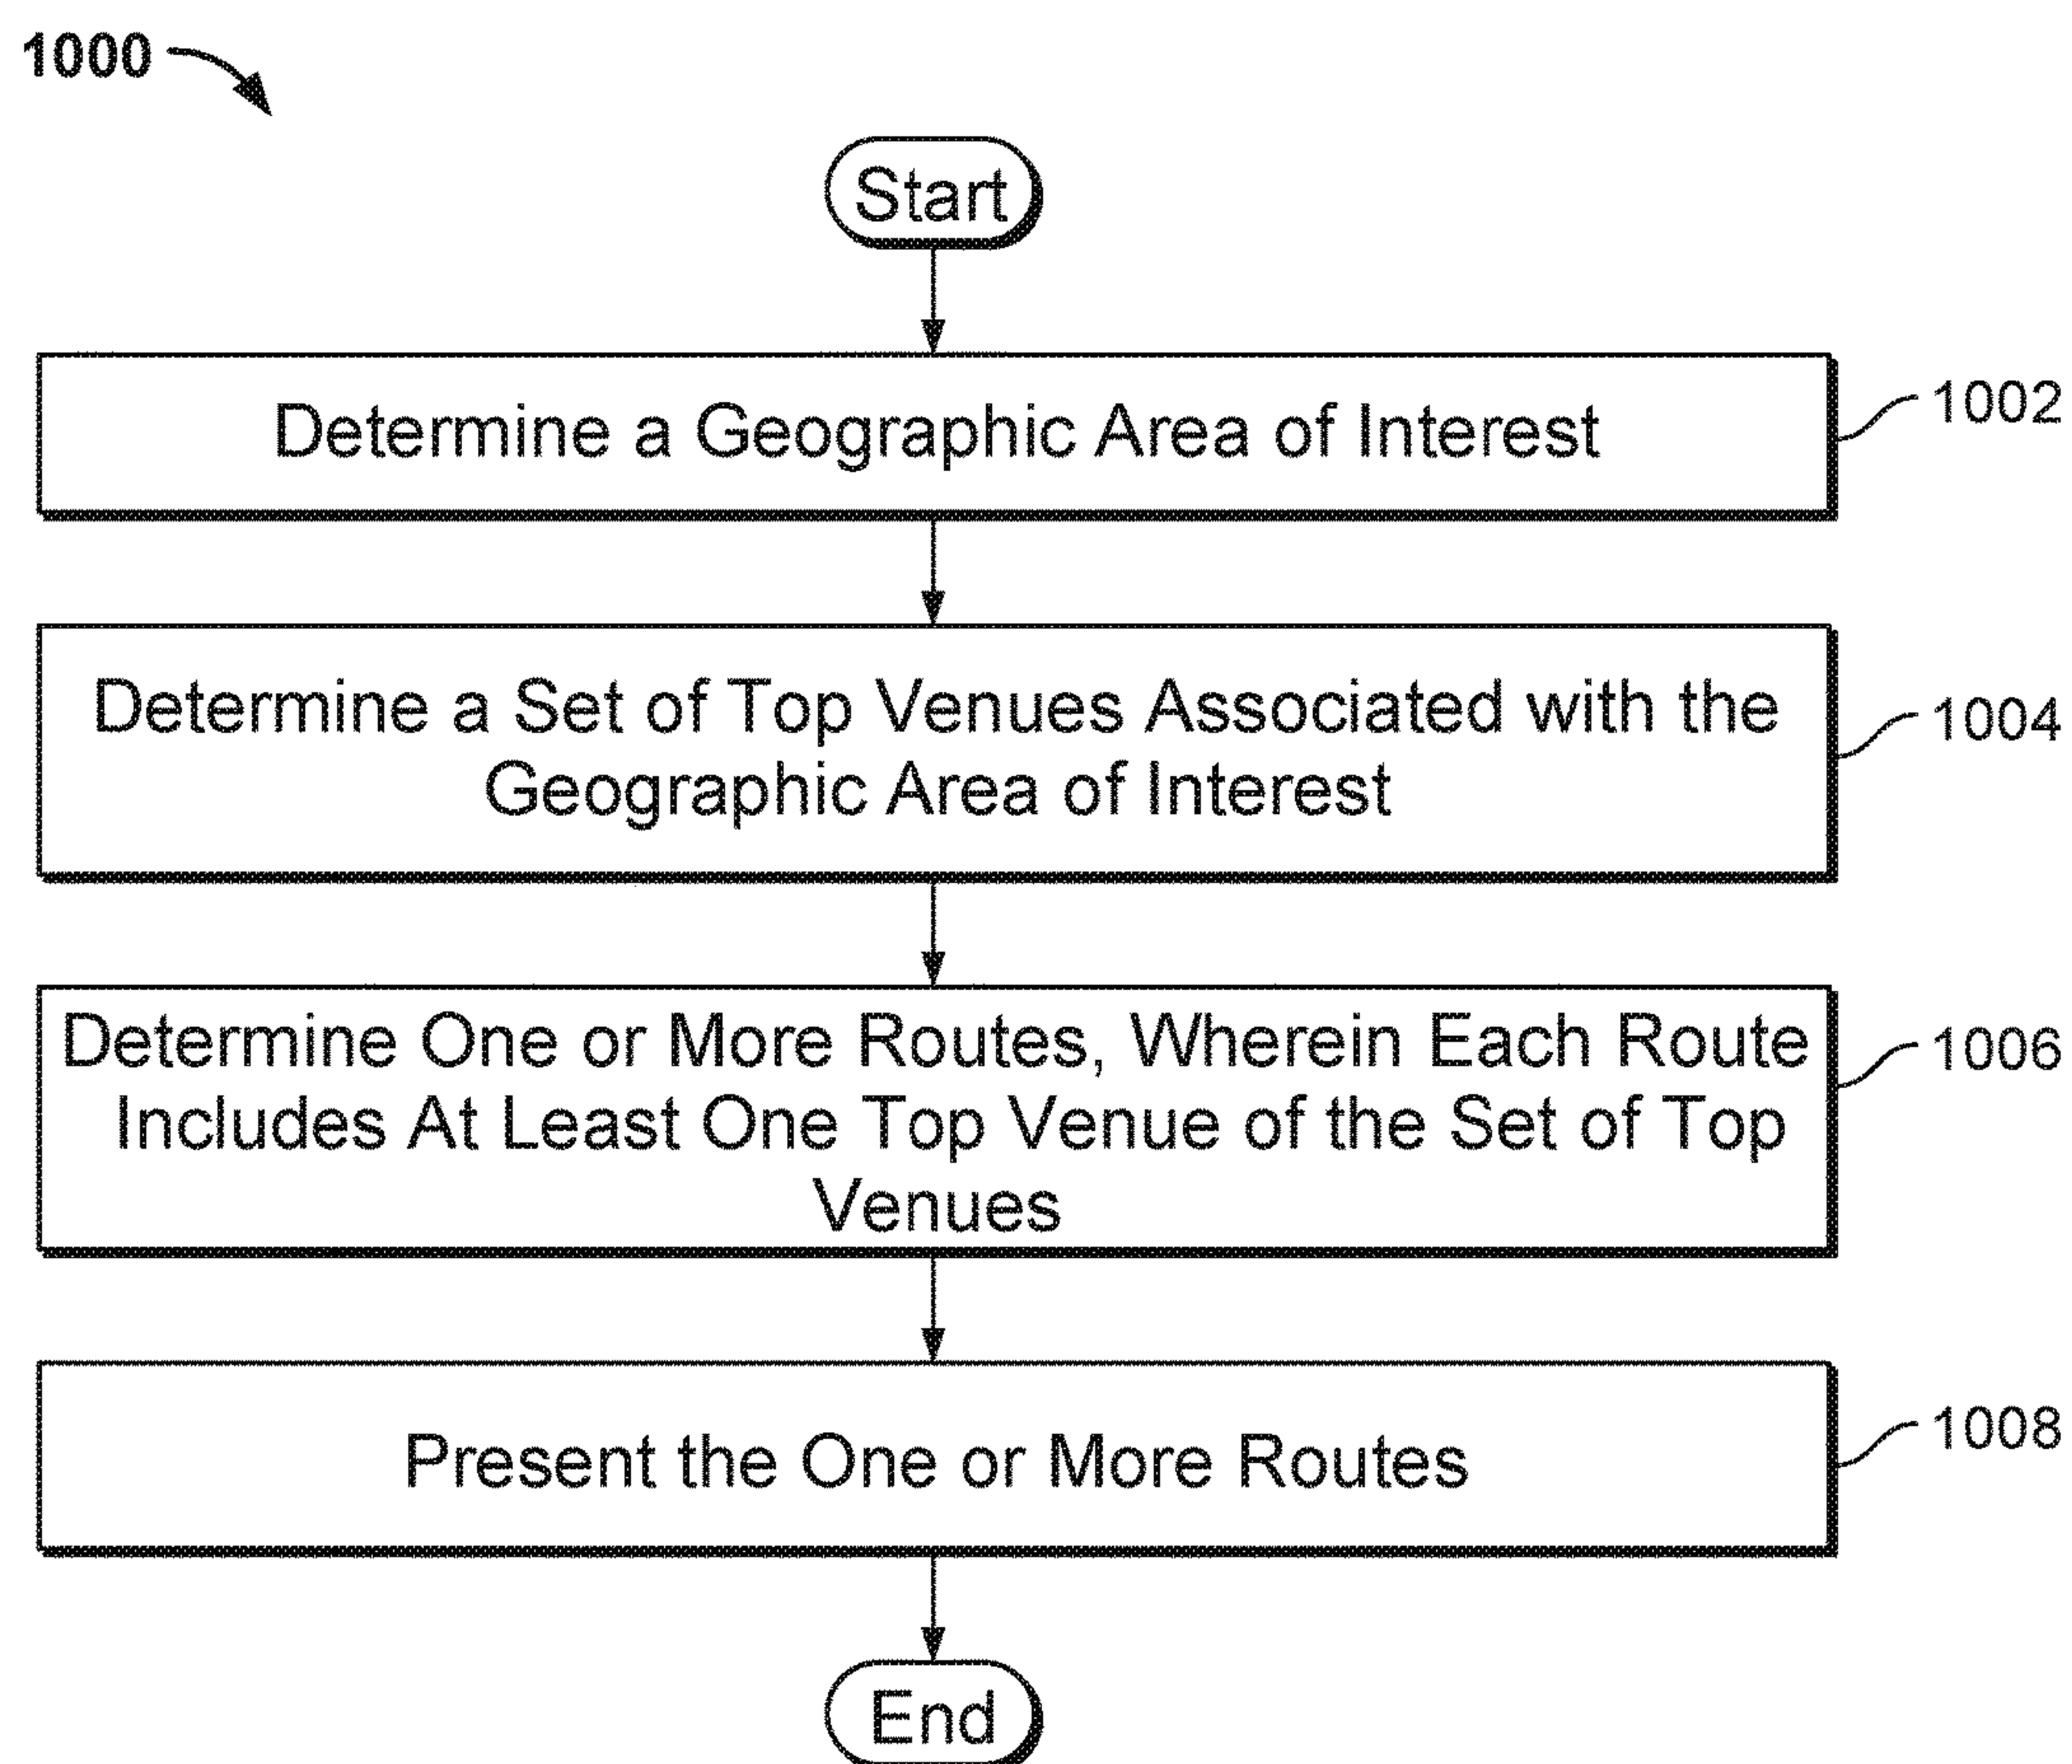 1000
Start
Determine a Geographic Area of Interest
1002
Determine a Set of Top Venues Associated with the
Geographic Area of Interest
1004
Determine One or More Routes, Wherein Each Route
Includes At Least One Top Venue of the Set of Top
Venues
1006
Present the One or More Routes
1008
End